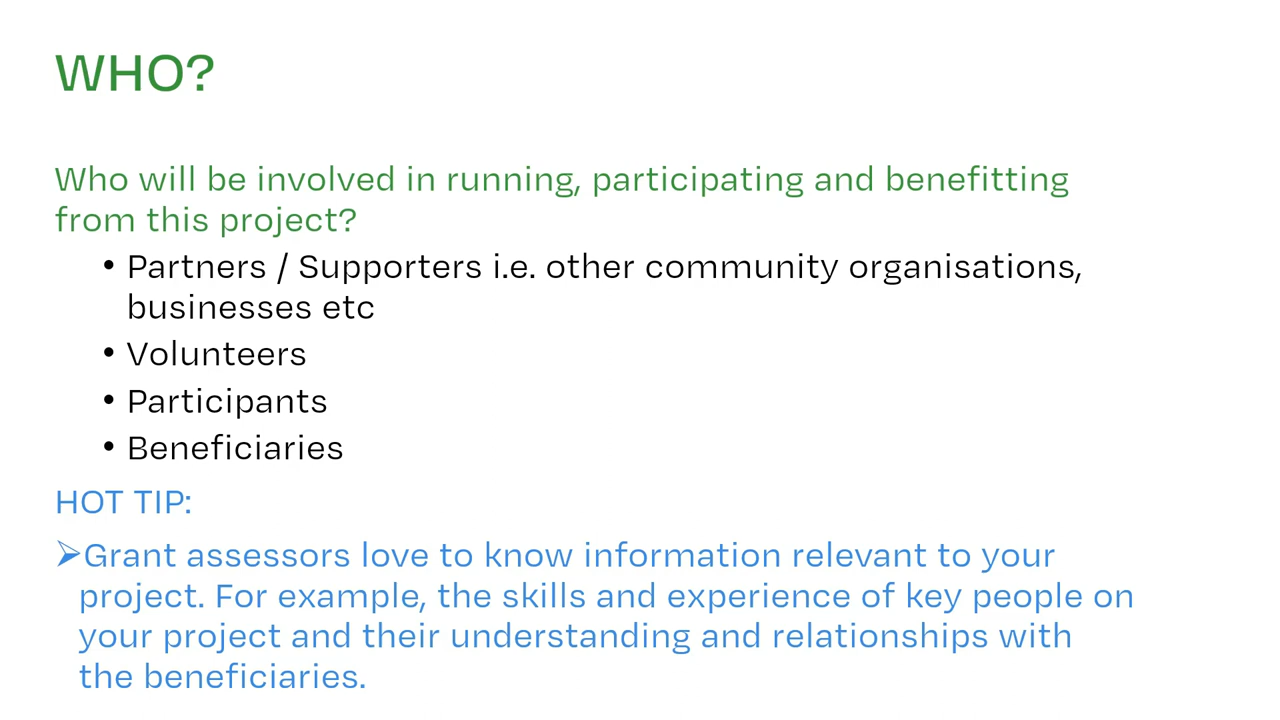 WHO?
Who will be involved in running, participating and benefitting
from this project?
• Partners / Supporters i.e. other community organisations,
businesses etc
• Volunteers
• Participants
• Beneficiaries
HOT TIP:
➢Grant assessors love to know information relevant to your
project. For example, the skills and experience of key people on
your project and their understanding and relationships with
the beneficiaries.